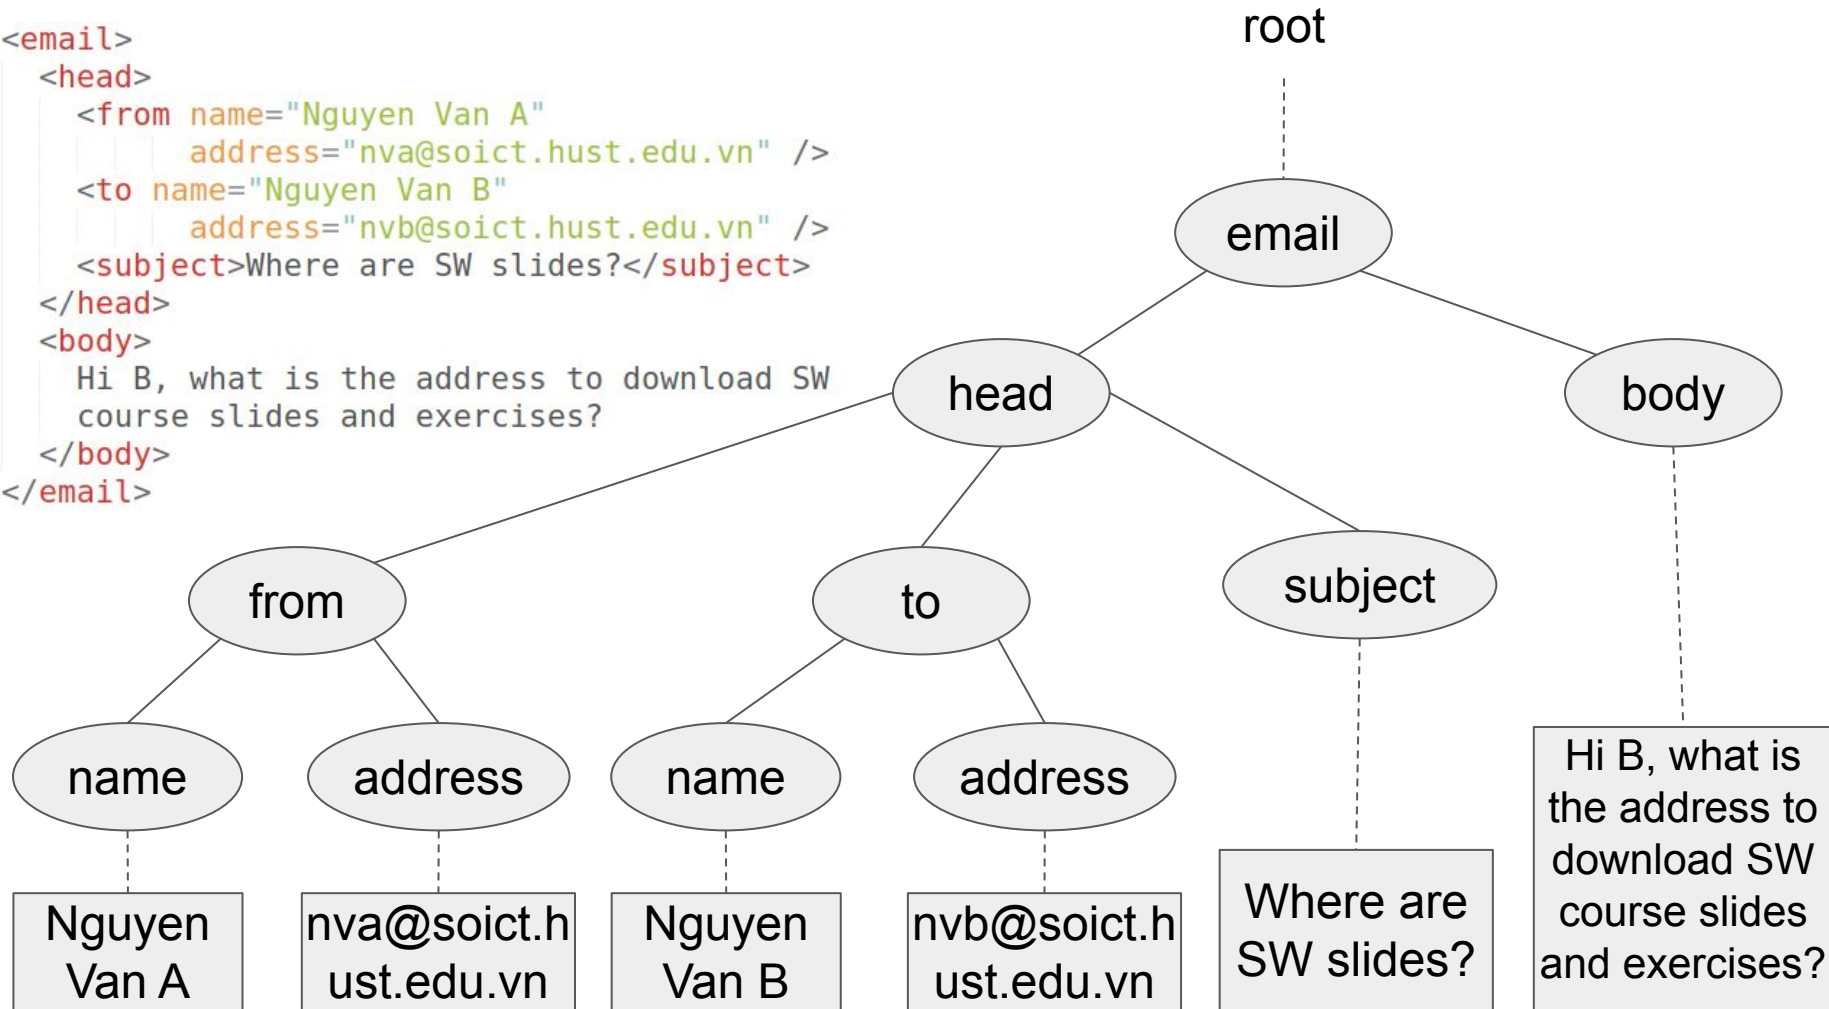 <email>
  <head>
    <from name="Nguyen Van A"
          address="nva@soict.hust.edu.vn" />
    <to name="Nguyen Van B"
          address="nvb@soict.hust.edu.vn" />
    <subject>Where are SW slides?</subject>
  </head>
  <body>
    Hi B, what is the address to download SW
    course slides and exercises?
  </body>
</email>
root
email
head
body
from
to
subject
name
address
name
address
Nguyen
Van A
nva@soict.h
ust.edu.vn
Nguyen
Van B
nvb@soict.h
ust.edu.vn
Where are
SW slides?
Hi B, what is
the address to
download SW
course slides
and exercises?